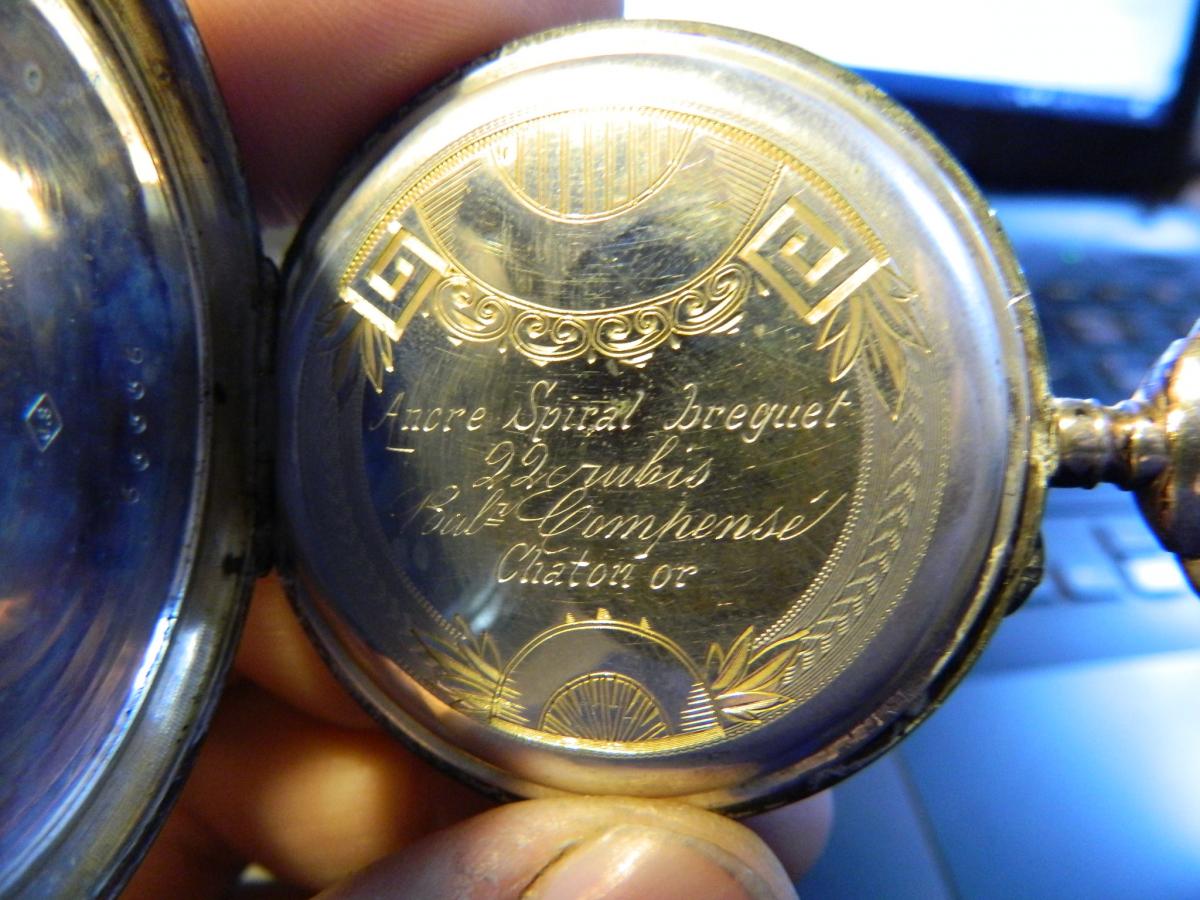 Ancre Spiral breguet
22 rubis
Balr Compensé
Chaton or